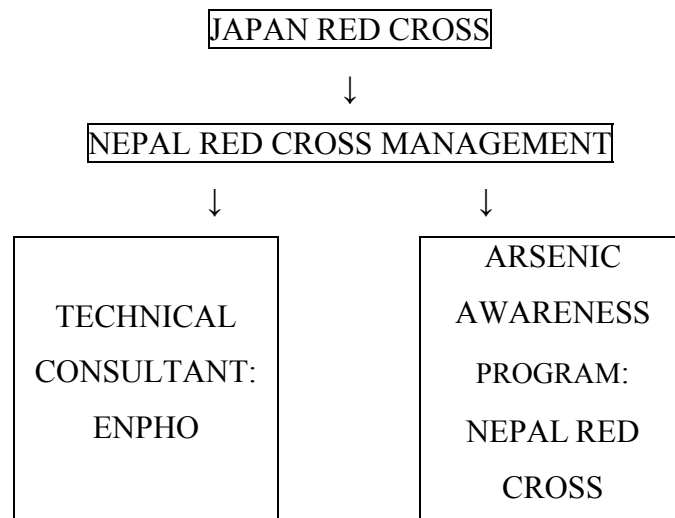 JAPAN RED CROSS
↓
NEPAL RED CROSS MANAGEMENT
↓ ↓
TECHNICAL
CONSULTANT:
ENPHO
ARSENIC
AWARENESS
PROGRAM:
NEPAL RED
CROSS